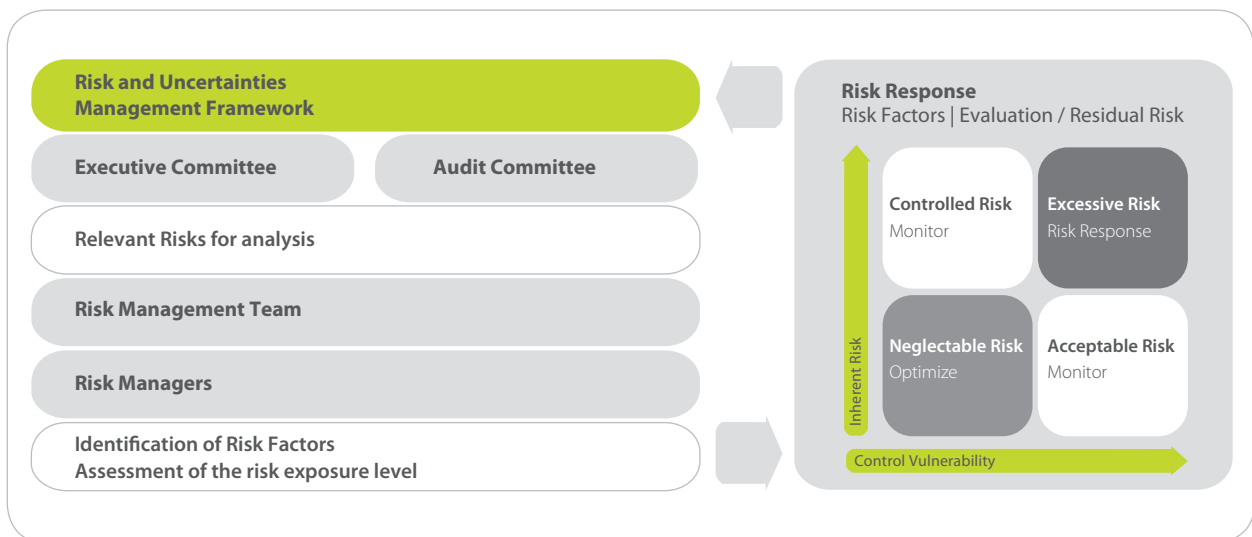 Risk and Uncertainties
Management Framework
Executive Committee
Audit Committee
Relevant Risks for analysis
Risk Management Team
Risk Managers
Identification of Risk Factors
Assessment of the risk exposure level
Risk Response
Risk Factors | Evaluation / Residual Risk
Inherent Risk
Controlled Risk
Monitor
Excessive Risk
Risk Response
Neglectable Risk
Optimize
Acceptable Risk
Monitor
Control Vulnerability